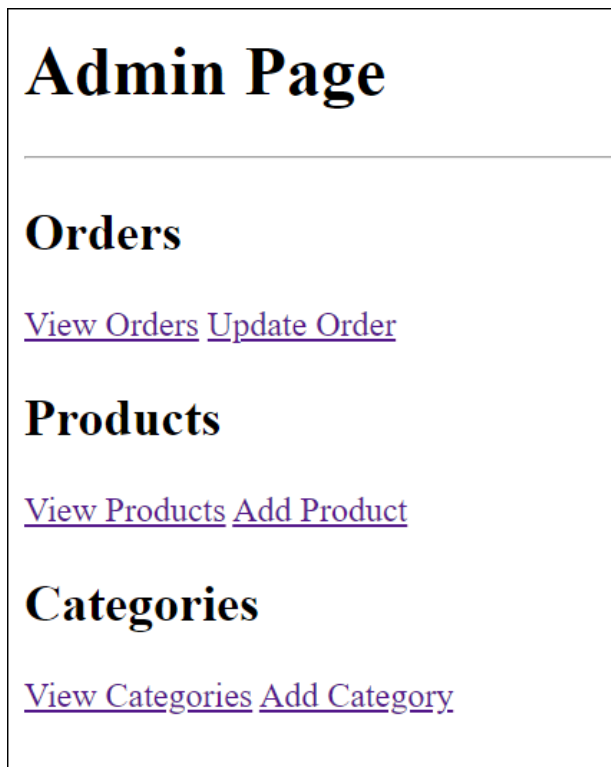 Admin Page
Orders
View Orders Update Order
Products
View Products Add Product
Categories
View Categories Add Category